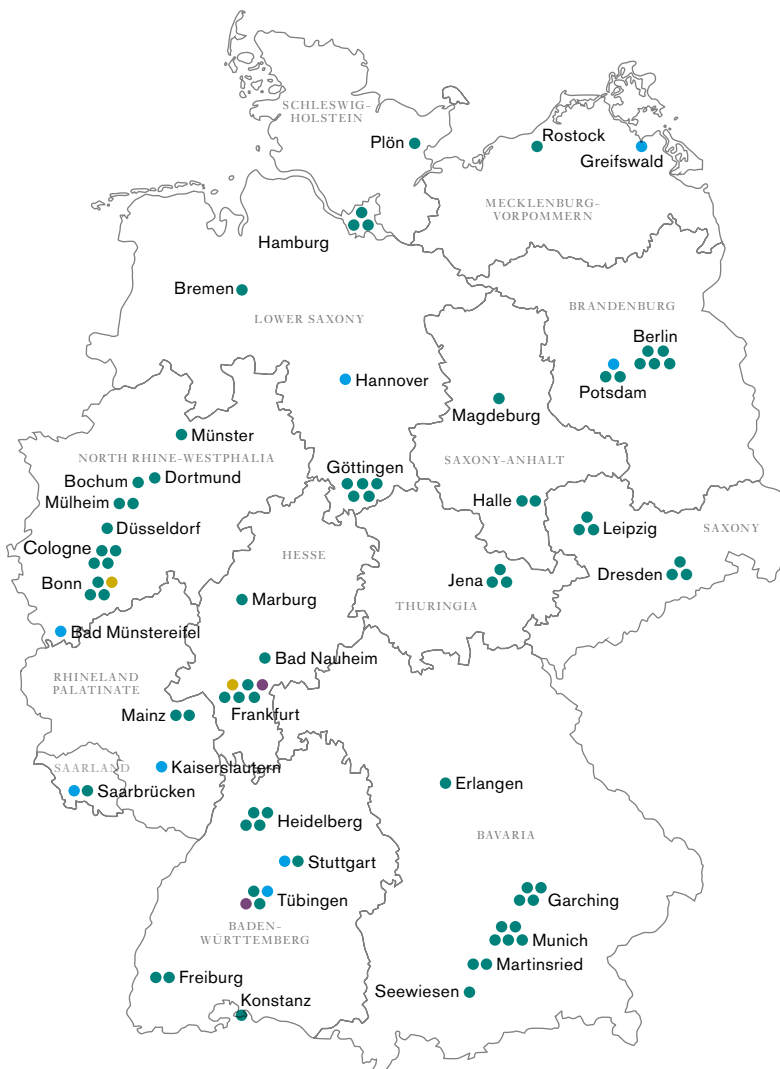 SCHLESWIG-
HOLSTEIN
Plön
Rostock
Greifswald
MECKLENBURG-
VORPOMMERN
Hamburg
Bremen
LOWER SAXONY
BRANDENBURG
Berlin
Potsdam
Hannover
Magdeburg
Münster
NORTH RHINE-WESTPHALIA
Göttingen
SAXONY-ANHALT
Bochum
Dortmund
Mülheim
Halle
Düsseldorf
Leipzig
SAXONY
Cologne
HESSE
Bonn
Jena
Dresden
Marburg
THURINGIA
Bad Münstereifel
Bad Nauheim
RHINELAND
PALATINATE
Mainz
Frankfurt
SAARLAND
Kaiserslautern
Saarbrücken
Erlangen
Heidelberg
BAVARIA
Stuttgart
Tübingen
Garching
BADEN-
WÜRTTEMBERG
Munich
Martinsried
Freiburg
Seewiesen
Konstanz